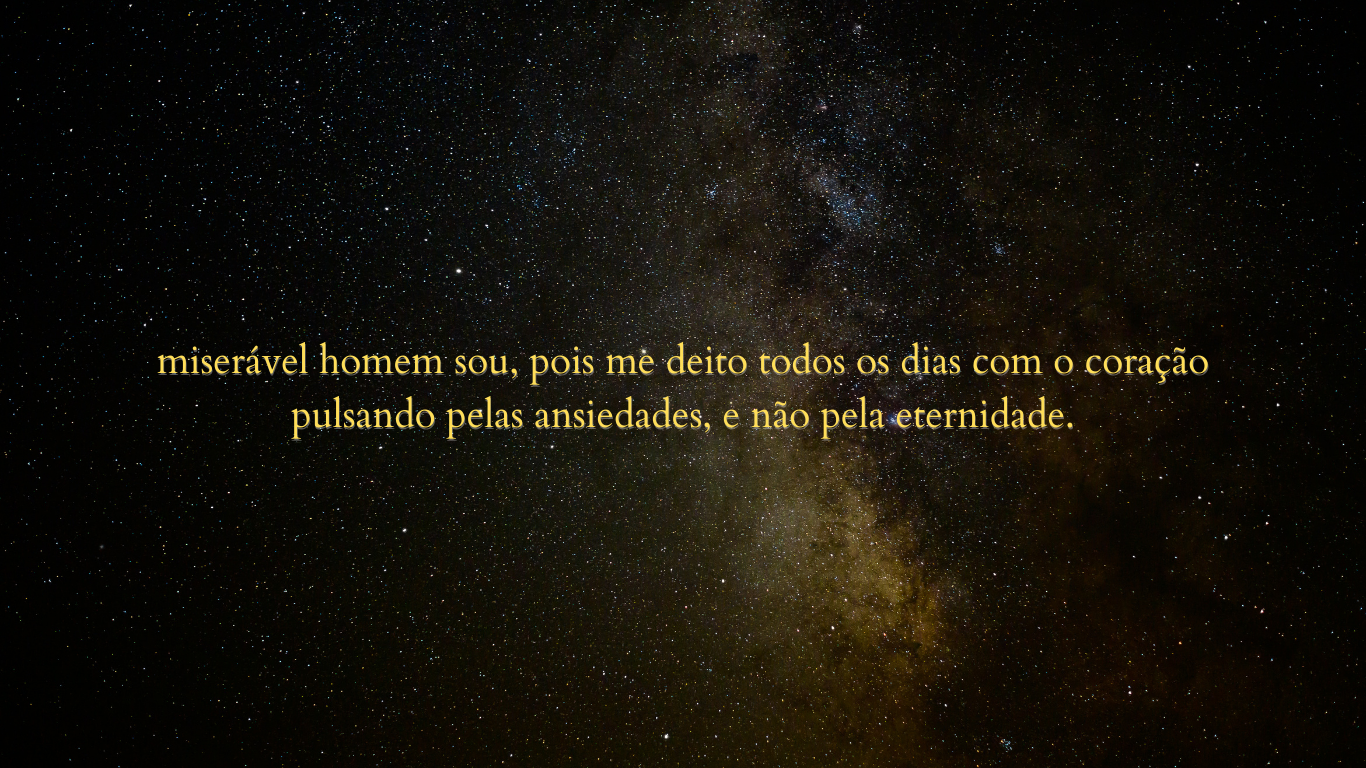 miserável homem sou, pois me deito todos os dias com o coração
pulsando pelas ansiedades, e não pela eternidade.